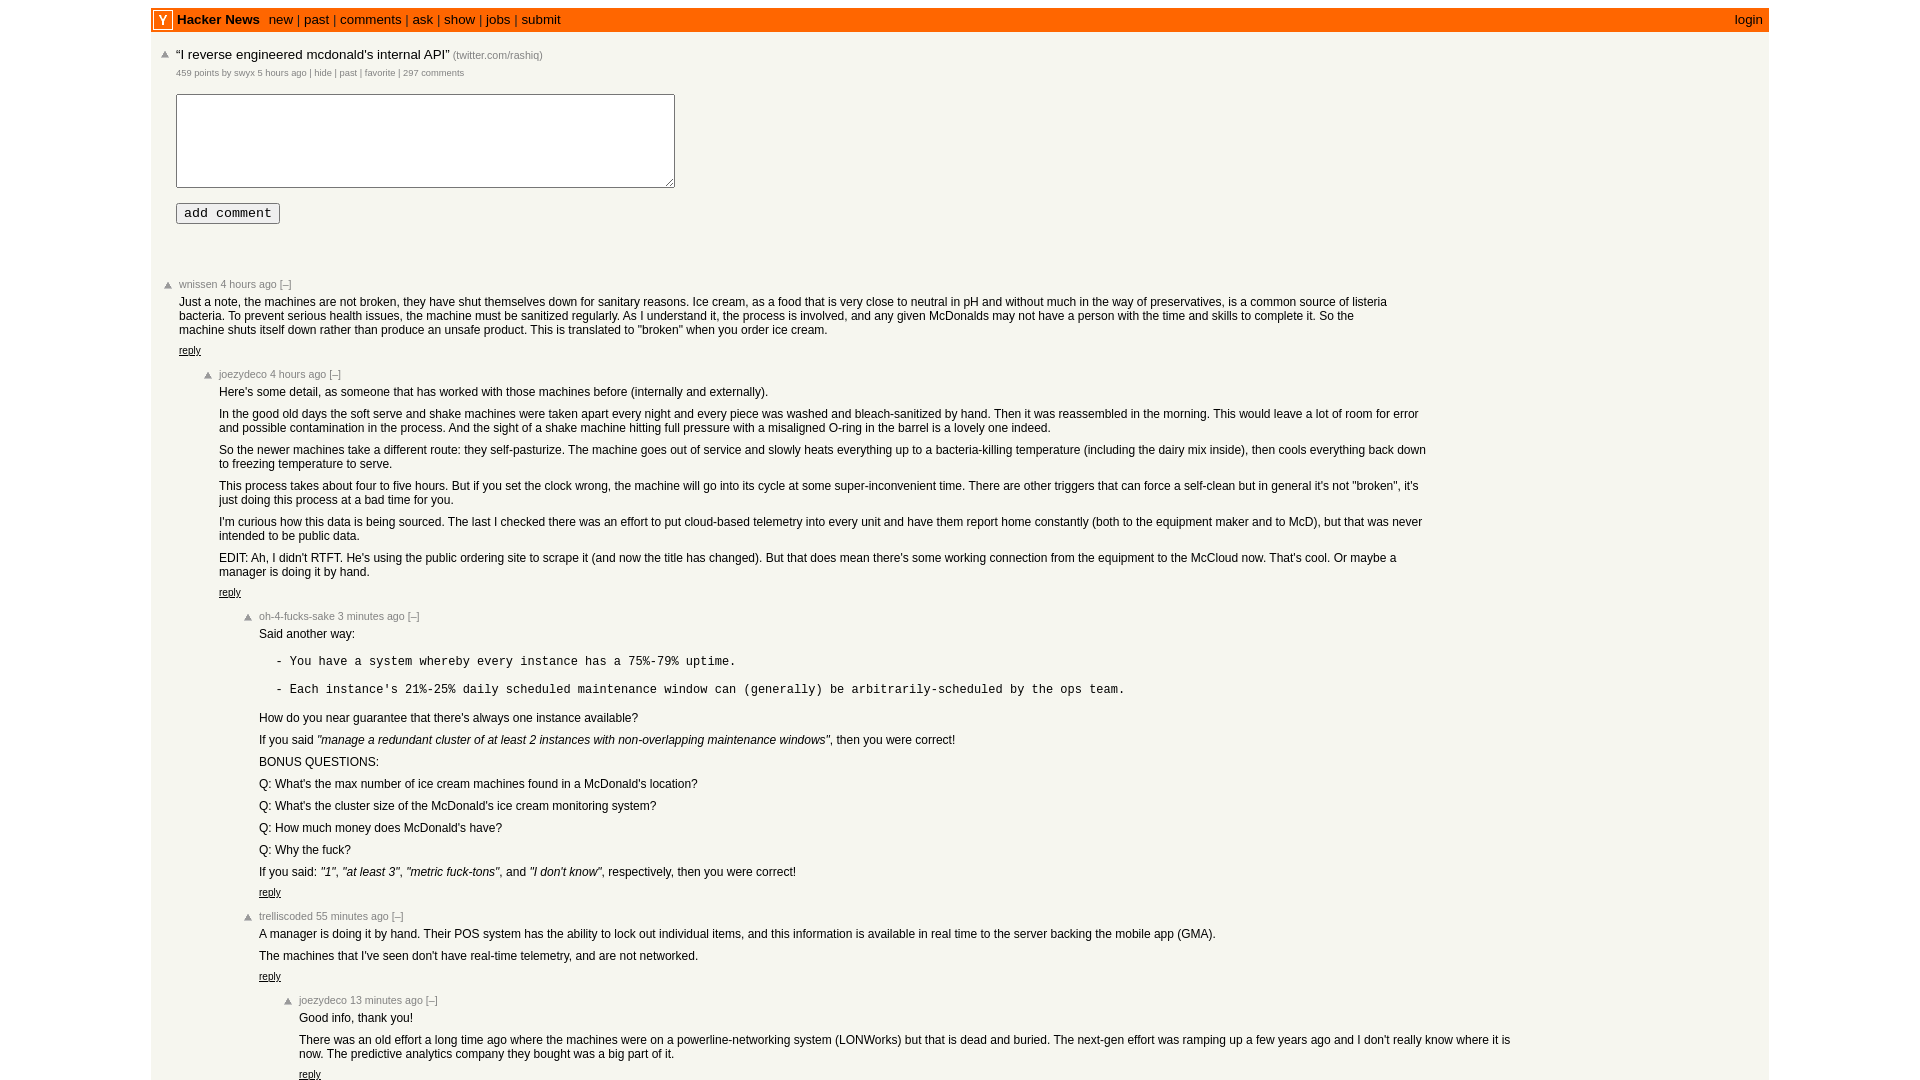 Y Hacker News new | past | comments | ask | show | jobs | submit login
“I reverse engineered mcdonald's internal API” (twitter.com/rashiq)
459 points by swyx 5 hours ago | hide | past | favorite | 297 comments
add comment
wnissen 4 hours ago [–]
Just a note, the machines are not broken, they have shut themselves down for sanitary reasons. Ice cream, as a food that is very close to neutral in pH and without much in the way of preservatives, is a common source of listeria
bacteria. To prevent serious health issues, the machine must be sanitized regularly. As I understand it, the process is involved, and any given McDonalds may not have a person with the time and skills to complete it. So the
machine shuts itself down rather than produce an unsafe product. This is translated to "broken" when you order ice cream.
reply
joezydeco 4 hours ago [–]
Here's some detail, as someone that has worked with those machines before (internally and externally).
In the good old days the soft serve and shake machines were taken apart every night and every piece was washed and bleach-sanitized by hand. Then it was reassembled in the morning. This would leave a lot of room for error
and possible contamination in the process. And the sight of a shake machine hitting full pressure with a misaligned O-ring in the barrel is a lovely one indeed.
So the newer machines take a different route: they self-pasturize. The machine goes out of service and slowly heats everything up to a bacteria-killing temperature (including the dairy mix inside), then cools everything back down
to freezing temperature to serve.
This process takes about four to five hours. But if you set the clock wrong, the machine will go into its cycle at some super-inconvenient time. There are other triggers that can force a self-clean but in general it's not "broken", it's
just doing this process at a bad time for you.
I'm curious how this data is being sourced. The last I checked there was an effort to put cloud-based telemetry into every unit and have them report home constantly (both to the equipment maker and to McD), but that was never
intended to be public data.
EDIT: Ah, I didn't RTFT. He's using the public ordering site to scrape it (and now the title has changed). But that does mean there's some working connection from the equipment to the McCloud now. That's cool. Or maybe a
manager is doing it by hand.
reply
oh-4-fucks-sake 3 minutes ago [–]
Said another way:
- You have a system whereby every instance has a 75%-79% uptime.
- Each instance's 21%-25% daily scheduled maintenance window can (generally) be arbitrarily-scheduled by the ops team.
How do you near guarantee that there's always one instance available?
If you said "manage a redundant cluster of at least 2 instances with non-overlapping maintenance windows", then you were correct!
BONUS QUESTIONS:
Q: What's the max number of ice cream machines found in a McDonald's location?
Q: What's the cluster size of the McDonald's ice cream monitoring system?
Q: How much money does McDonald's have?
Q: Why the fuck?
If you said: "1", "at least 3", "metric fuck-tons", and "I don't know", respectively, then you were correct!
reply
trelliscoded 55 minutes ago [–]
A manager is doing it by hand. Their POS system has the ability to lock out individual items, and this information is available in real time to the server backing the mobile app (GMA).
The machines that I've seen don't have real-time telemetry, and are not networked.
reply
joezydeco 13 minutes ago [–]
Good info, thank you!
There was an old effort a long time ago where the machines were on a powerline-networking system (LONWorks) but that is dead and buried. The next-gen effort was ramping up a few years ago and I don't really know where it is
now. The predictive analytics company they bought was a big part of it.
reply